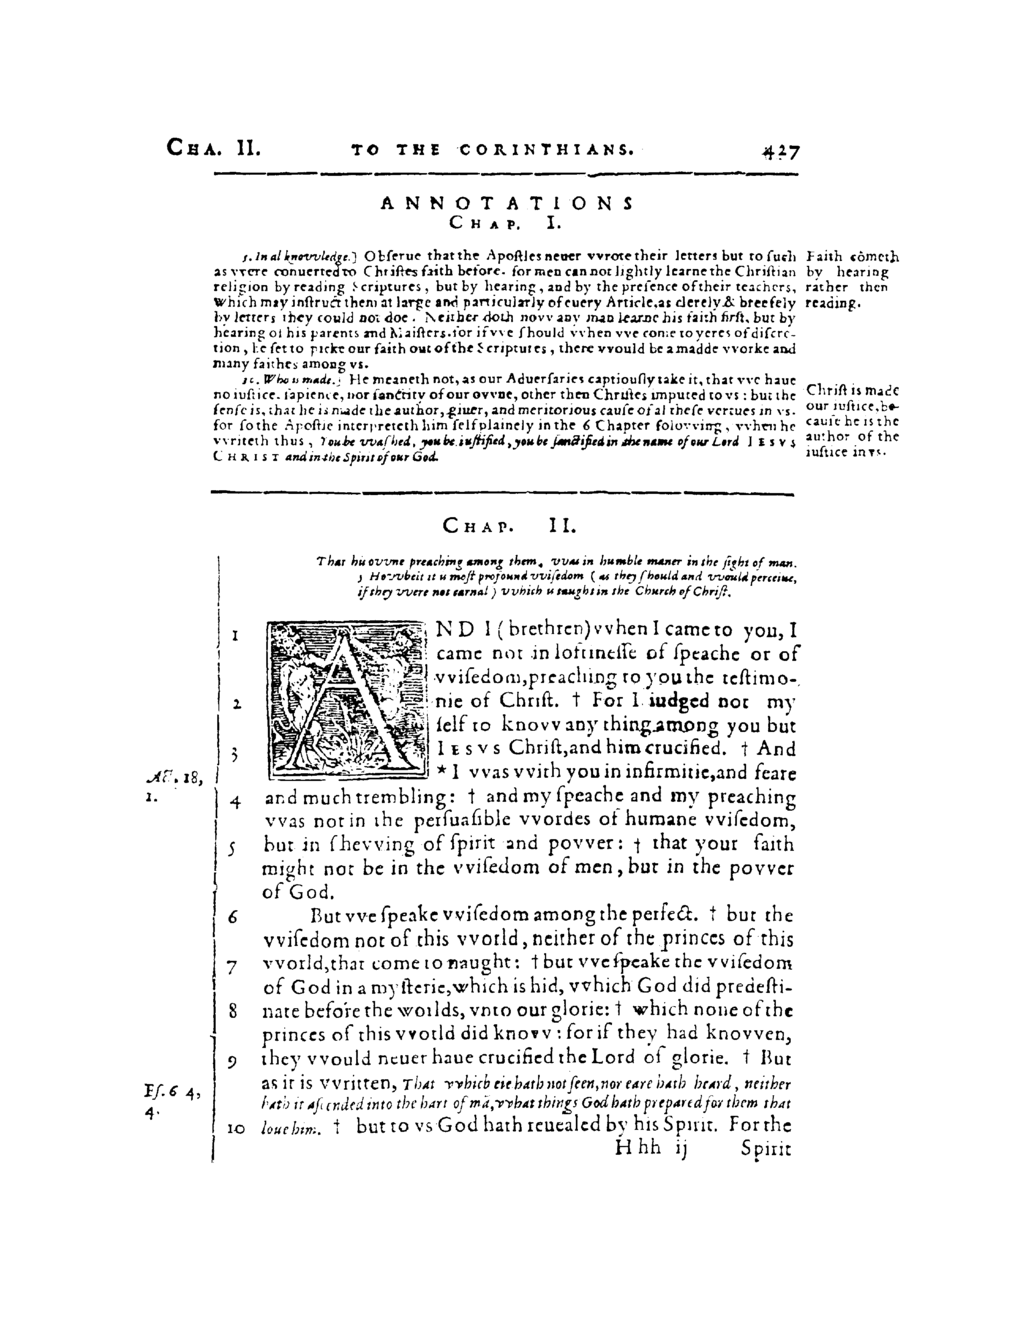 CHA. II. TO THE CORINTHIANS. 427
ANNOTATIONS
CHAP. I.
5. In al knovvledge.] Obſerue that the Apoſtles neuer vvrote their letters but to ſuch
as vvere conuerted to Chriſtes faith before. for men can not lightly learne the Chriſtian
religion by reading Scriptures, but by hearing, and by the preſence of their teachers,
vvhich may inſtruct them at large and particularly of euery Article, as clerely & breefely
by letters they could not doe. Neither doth novv any man learne his faith firſt, but by
hearing of his parents and Maiſters. for if vve ſhould vvhen vve come to yeres of diſcre-
tion, be ſet to picke our faith out of the Scriptures, there vvould be a madde vvorke and
many faithes among vs.
Faith cometh
by hearing
rather then
reading.
30. Who is made.] He meaneth not, as our Aduerſaries captiouſly take it, that vve haue
no iuſtice, ſapience, nor ſanctity of our ovvne, other then Chriſtes imputed to vs: but the
ſenſe is, that he is made the author, giuer, and meritorious cauſe of al theſe vertues in vs.
for ſo the Apoſtle interpreteth him ſelf plainely in the 6 Chapter folovving, vvhen he
vvriteth thus, You be vvaſhed, you be iuſtified, you be ſanctified in the name of our Lord IESVS
CHRIST and in the Spirit of our God.
Chriſt is made
our iuſtice, be-
cauſe he is the
author of the
iuſtice in vs.
CHAP. II.
That his ovvne preaching among them, vvas in humble maner in the ſight of man.
5 Hovvbeit it is moſt profound vviſedom (as they ſhould and vvould perceiue,
if they vvere not carnal) vvhich is taught in the Church of Chriſt.
1 AND I (brethren) vvhen I came to you, I
came not in loftineſſe of ſpeache or of
vviſedom, preaching to you the teſtimo-
2 nie of Chriſt. † For I iudged not my
ſelf to knovv any thing among you but
3 IESVS Chriſt, and him crucified. † And
Act. 18, * I vvas vvith you in infirmitie, and feare
1. 4 and much trembling: † and my ſpeache and my preaching
vvas not in the perſuaſible vvordes of humane vviſedom,
5 but in ſhevving of ſpirit and povver: † that your faith
might not be in the vviſedom of men, but in the povver
of God.
6 But vve ſpeake vviſedom among the perfect. † but the
vviſedom not of this vvorld, neither of the princes of this
7 vvorld, that come to naught: † but vve ſpeake the vviſedom
of God in a myſterie, vvhich is hid, vvhich God did predeſti-
8 nate before the worlds, vnto our glorie: † which none of the
princes of this vvorld did knovv: for if they had knovven,
9 they vvould neuer haue crucified the Lord of glorie. † But
Eſ. 64, as it is vvritten, That vvhich eie hath not ſeen, nor eare hath heard, neither
4. hath it aſcended into the hart of mã, vvhat things God hath prepared for them that
10 loue him. † but to vs God hath reuealed by his Spirit. For the
Hhh ij Spirit